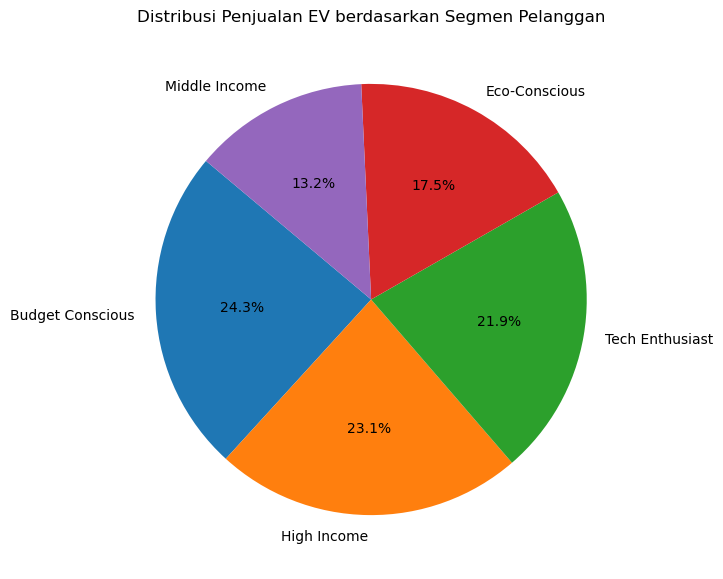 Distribusi Penjualan EV berdasarkan Segmen Pelanggan
Middle Income
Eco-Conscious
13.2%
17.5%
24.3%
Budget Conscious
21.9%
Tech Enthusiast
23.1%
High Income